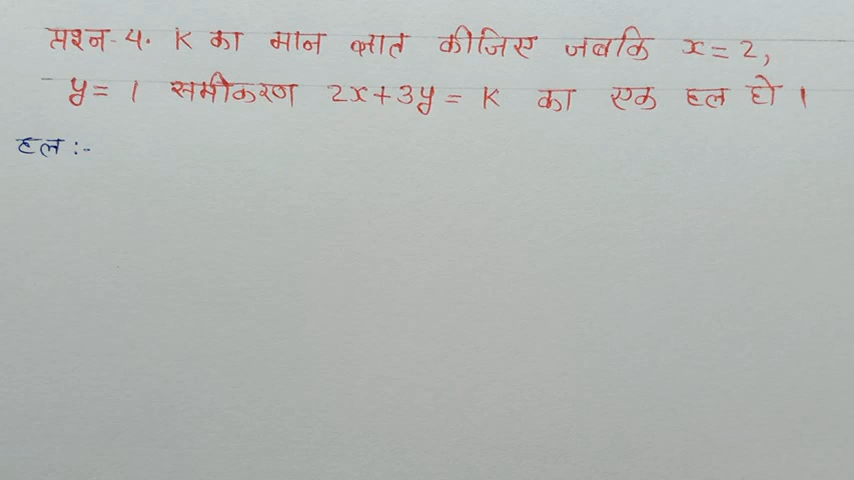 प्रश्न-4. K का मान ज्ञात कीजिए जबकि x = 2,
y = 1 समीकरण 2x+3y = K का एक हल हो ।
हल :-